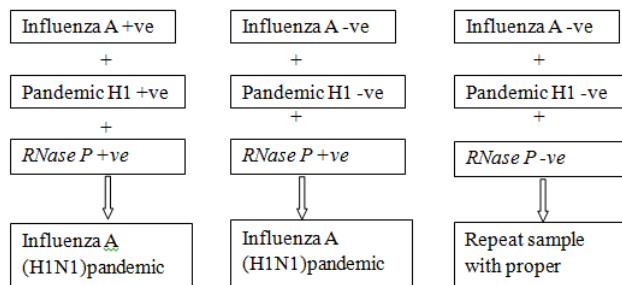 Influenza A +ve
+
Pandemic H1 +ve
+
RNase P +ve
Influenza A
(H1N1)pandemic
Influenza A -ve
+
Pandemic H1 -ve
+
RNase P +ve
Influenza A
(H1N1)pandemic
Influenza A -ve
+
Pandemic H1 -ve
+
RNase P -ve
Repeat sample
with proper